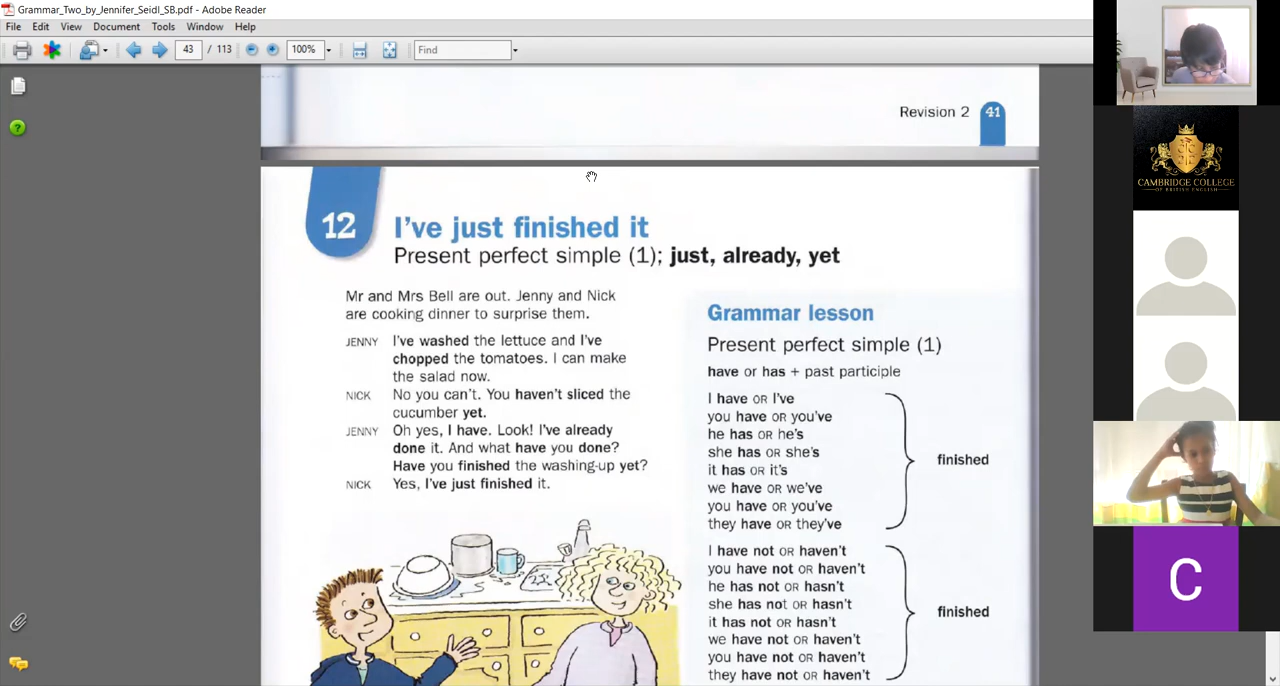 Grammar_Two_by_Jennifer_Seidl_SB.pdf - Adobe Reader
File Edit View Document Tools Window Help
43 / 113 100% Find
Revision 2 41
12 I've just finished it
Present perfect simple (1); just, already, yet
Mr and Mrs Bell are out. Jenny and Nick
are cooking dinner to surprise them.
JENNY I've washed the lettuce and I've
chopped the tomatoes. I can make
the salad now.
NICK No you can't. You haven't sliced the
cucumber yet.
JENNY Oh yes, I have. Look! I've already
done it. And what have you done?
Have you finished the washing-up yet?
NICK Yes, I've just finished it.
Grammar lesson
Present perfect simple (1)
have or has + past participle
I have OR I've
you have OR you've
he has OR he's
she has OR she's
it has OR it's
we have OR we've
you have OR you've
they have OR they've
finished
I have not OR haven't
you have not OR haven't
he has not OR hasn't
she has not OR hasn't
it has not OR hasn't
we have not OR haven't
you have not OR haven't
they have not OR haven't
finished
CAMBRIDGE COLLEGE
OF BRITISH ENGLISH
C